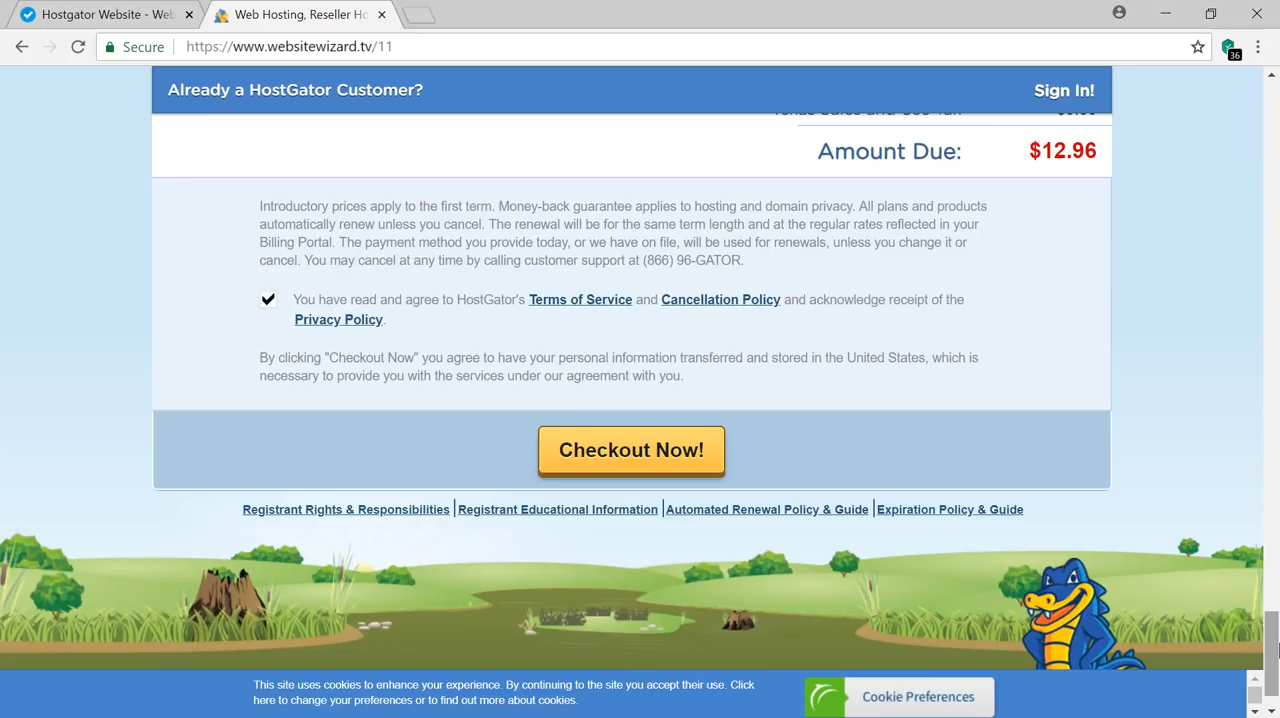 Hostgator Website - Web
Web Hosting, Reseller Ho
Secure
https://www.websitewizard.tv/11
36
Already a HostGator Customer?
Sign In!
Amount Due:
$12.96
Introductory prices apply to the first term. Money-back guarantee applies to hosting and domain privacy. All plans and products
automatically renew unless you cancel. The renewal will be for the same term length and at the regular rates reflected in your
Billing Portal. The payment method you provide today, or we have on file, will be used for renewals, unless you change it or
cancel. You may cancel at any time by calling customer support at (866) 96-GATOR.
You have read and agree to HostGator's Terms of Service and Cancellation Policy and acknowledge receipt of the
Privacy Policy.
By clicking "Checkout Now" you agree to have your personal information transferred and stored in the United States, which is
necessary to provide you with the services under our agreement with you.
Checkout Now!
Registrant Rights & Responsibilities
Registrant Educational Information
Automated Renewal Policy & Guide
Expiration Policy & Guide
This site uses cookies to enhance your experience. By continuing to the site you accept their use. Click
here to change your preferences or to find out more about cookies.
Cookie Preferences